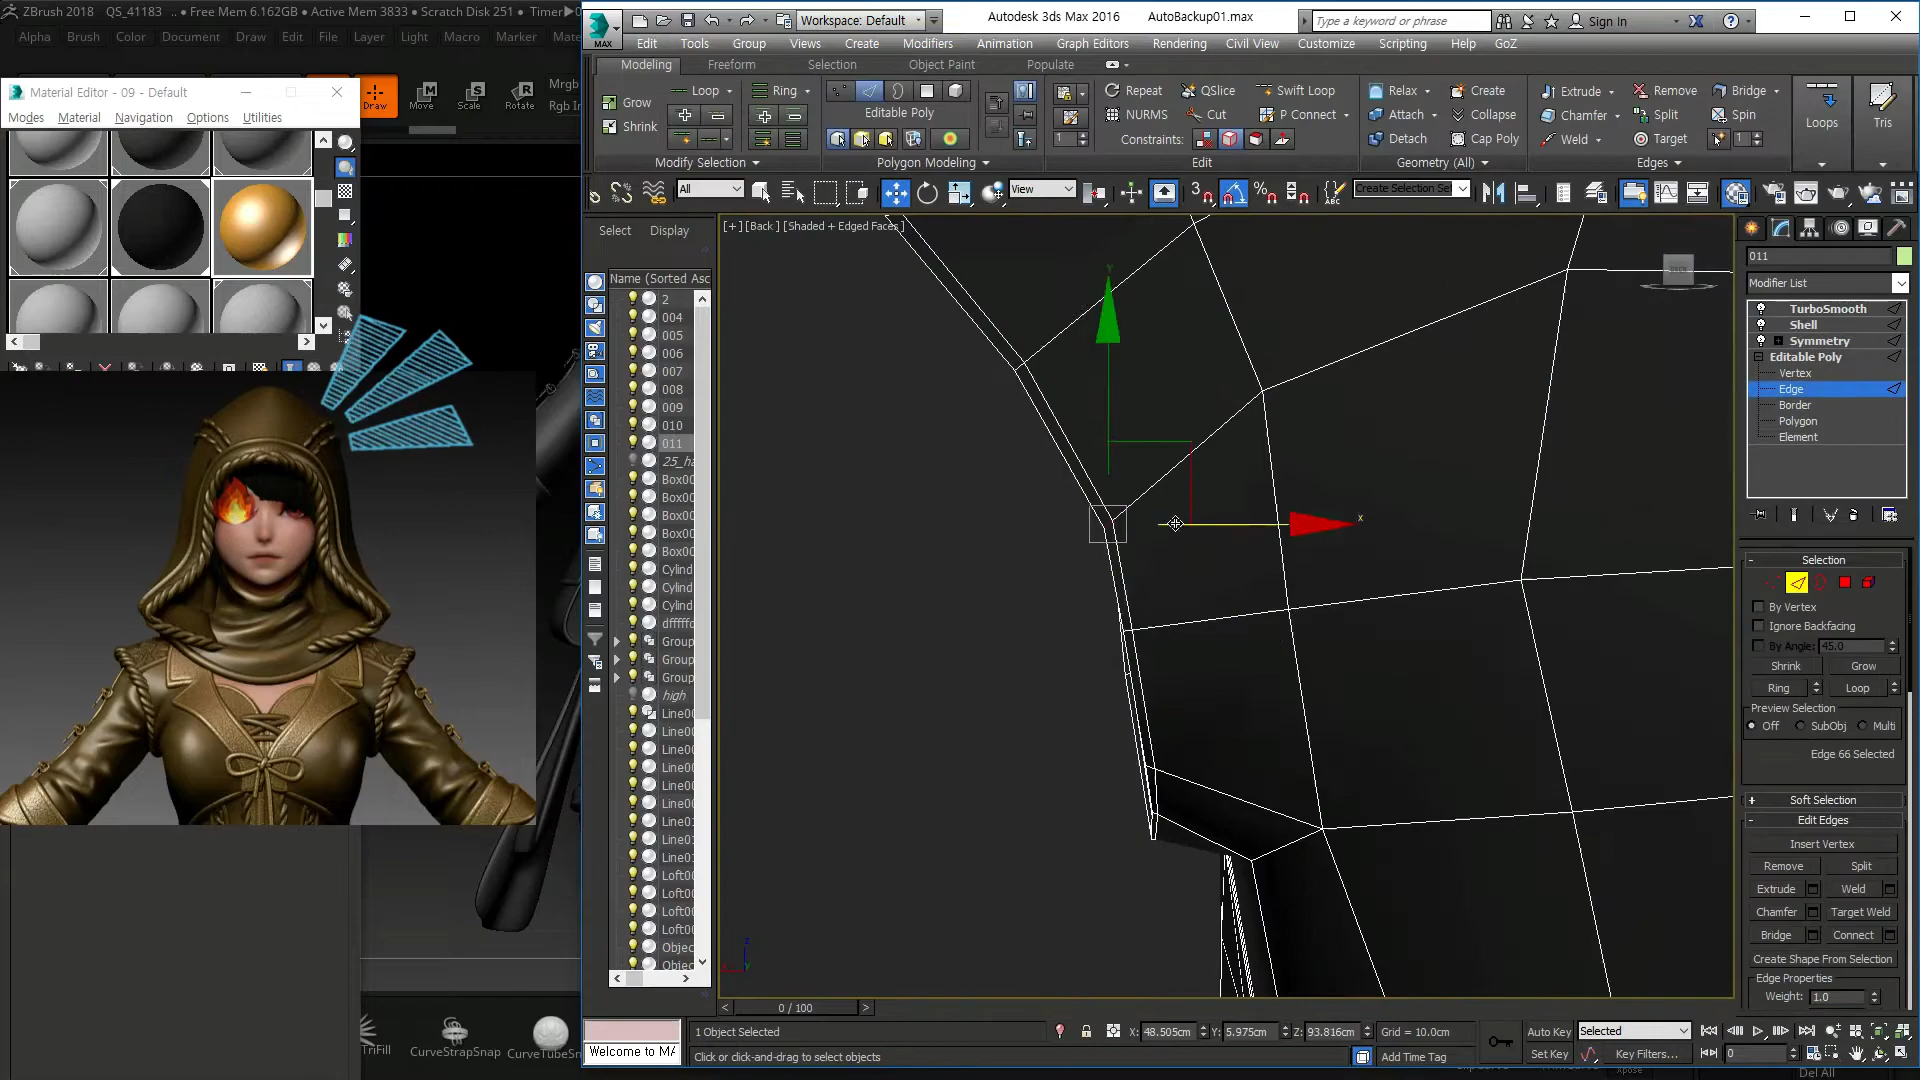 ZBrush 2018 QS_41183 .. • Free Mem 6.162GB • Active Mem 3833 • Scratch Disk 251 • Timer▶0
Alpha Brush Color Document Draw Edit File Layer Light Macro Marker
Draw Move Scale Rotate Mrgb
Rgb
Material Editor - 09 - Default
Modes Material Navigation Options Utilities
TriFill CurveStrapSnap CurveTubeSn
MAX Workspace: Default Autodesk 3ds Max 2016 AutoBackup01.max Type a keyword or phrase Sign In
Edit Tools Group Views Create Modifiers Animation Graph Editors Rendering Civil View Customize Scripting Help GoZ
Modeling Freeform Selection Object Paint Populate
Grow Loop Ring Repeat QSlice Swift Loop Relax Create Extrude Remove Bridge
Shrink Editable Poly NURMS Cut P Connect Attach Collapse Chamfer Split Spin Loops Tris
1 Constraints: Detach Cap Poly Weld Target 1
Modify Selection Polygon Modeling Edit Geometry (All) Edges
All View 3 Create Selection Set
Select Display
Name (Sorted Asc
2
004
005
006
007
008
009
010
011
25_ha
Box00
Box00
Box00
Box00
Box00
Cylind
Cylind
Cylind
dfffffd
Group
Group
Group
high
Line00
Line00
Line00
Line00
Line00
Line00
Line01
Line01
Line01
Loft00
Loft00
Loft00
Loft00
Objec
Objec
[+] [Back] [Shaded + Edged Faces]
Y
x
z
011
Modifier List
TurboSmooth
Shell
Symmetry
Editable Poly
Vertex
Edge
Border
Polygon
Element
Selection
By Vertex
Ignore Backfacing
By Angle: 45.0
Shrink Grow
Ring Loop
Preview Selection
Off SubObj Multi
Edge 66 Selected
Soft Selection
Edit Edges
Insert Vertex
Remove Split
Extrude Weld
Chamfer Target Weld
Bridge Connect
Create Shape From Selection
Edge Properties
Weight: 1.0
0 / 100
1 Object Selected X: 48.505cm Y: 5.975cm Z: 93.816cm Grid = 10.0cm Auto Key Selected
Welcome to MA Click or click-and-drag to select objects Add Time Tag Set Key Key Filters... 0
Xpose Del All